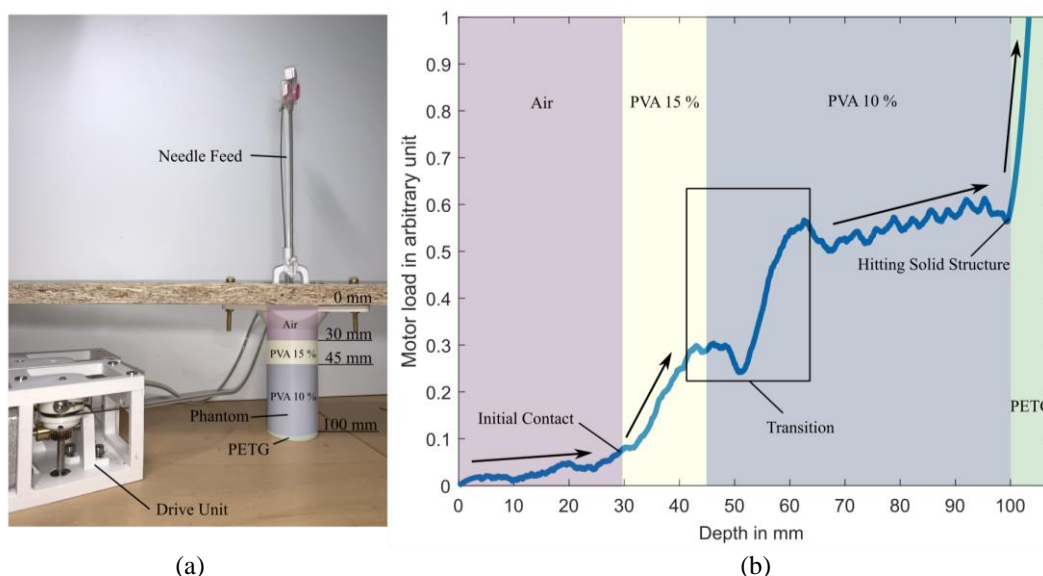 Needle Feed
0 mm
Air
30 mm
PVA 15 %
45 mm
PVA 10 %
Phantom
100 mm
PETG
Drive Unit
(a)
1
0.9
0.8
0.7
0.6
0.5
0.4
0.3
0.2
0.1
0
Motor load in arbitrary unit
Air
PVA 15 %
PVA 10 %
Hitting Solid Structure
Initial Contact
Transition
PETG
0 10 20 30 40 50 60 70 80 90 100
Depth in mm
(b)